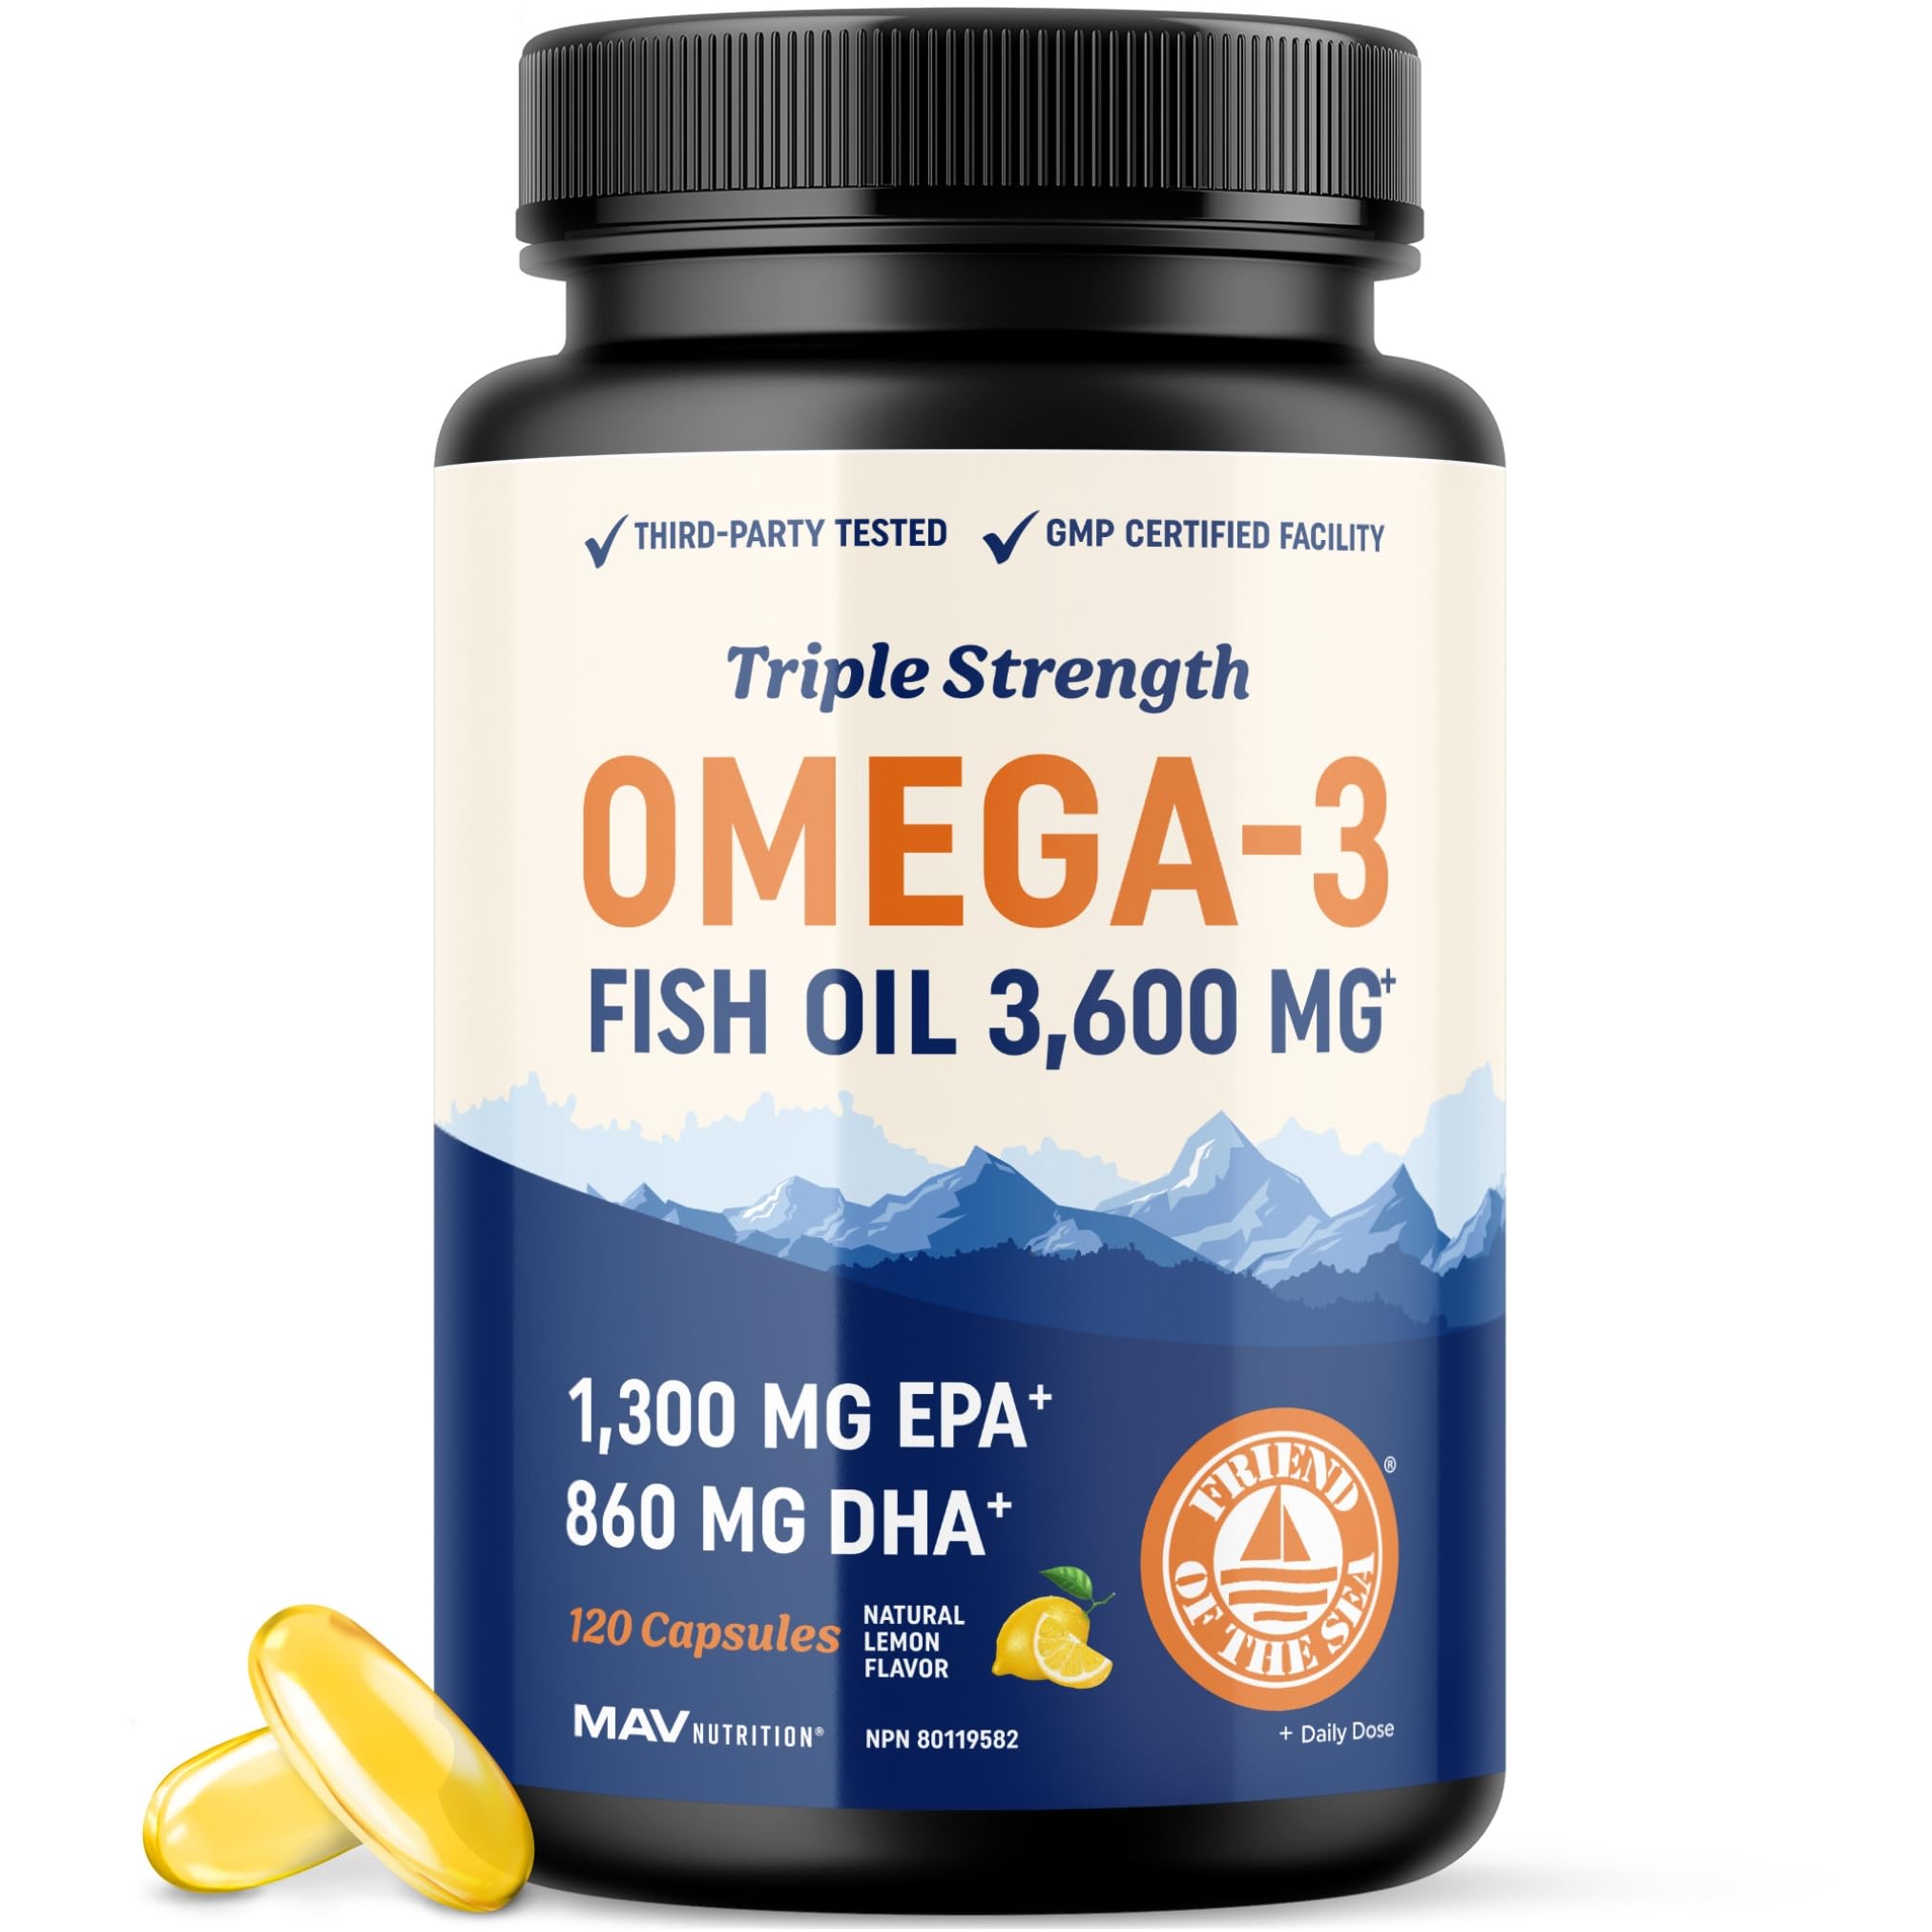 ✓ THIRD-PARTY TESTED ✓ GMP CERTIFIED FACILITY
Triple Strength
OMEGA-3
FISH OIL 3,600 MG+
1,300 MG EPA+
860 MG DHA+
120 Capsules
NATURAL
LEMON
FLAVOR
FRIEND
OF THE SEA
®
MAV NUTRITION®
NPN 80119582
+ Daily Dose